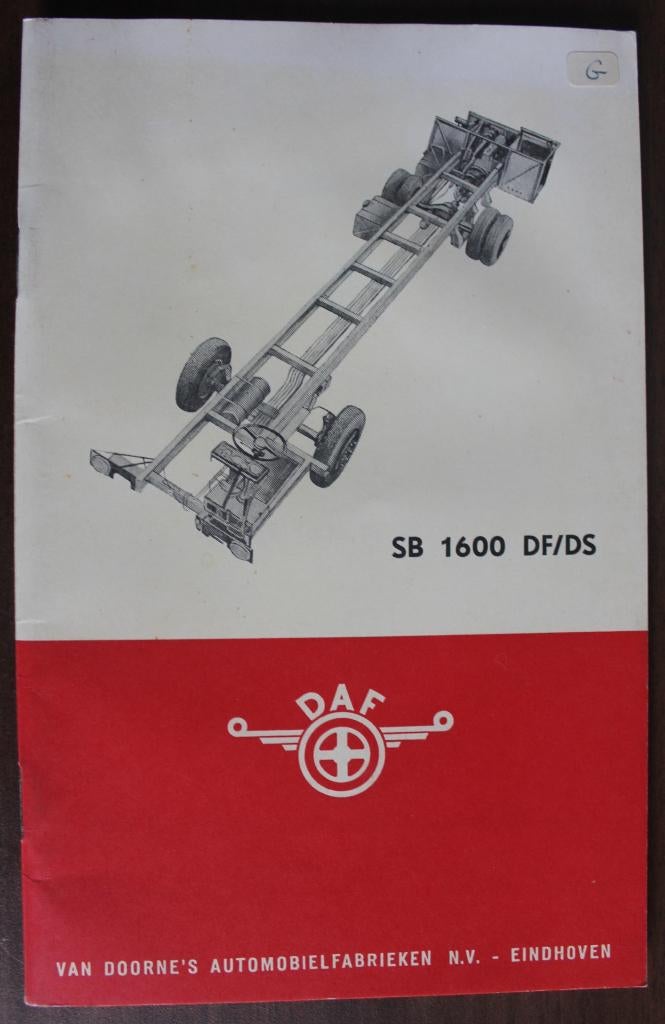 G
SB 1600 DF/DS
DAF
VAN DOORNE'S AUTOMOBIELFABRIEKEN N.V. - EINDHOVEN